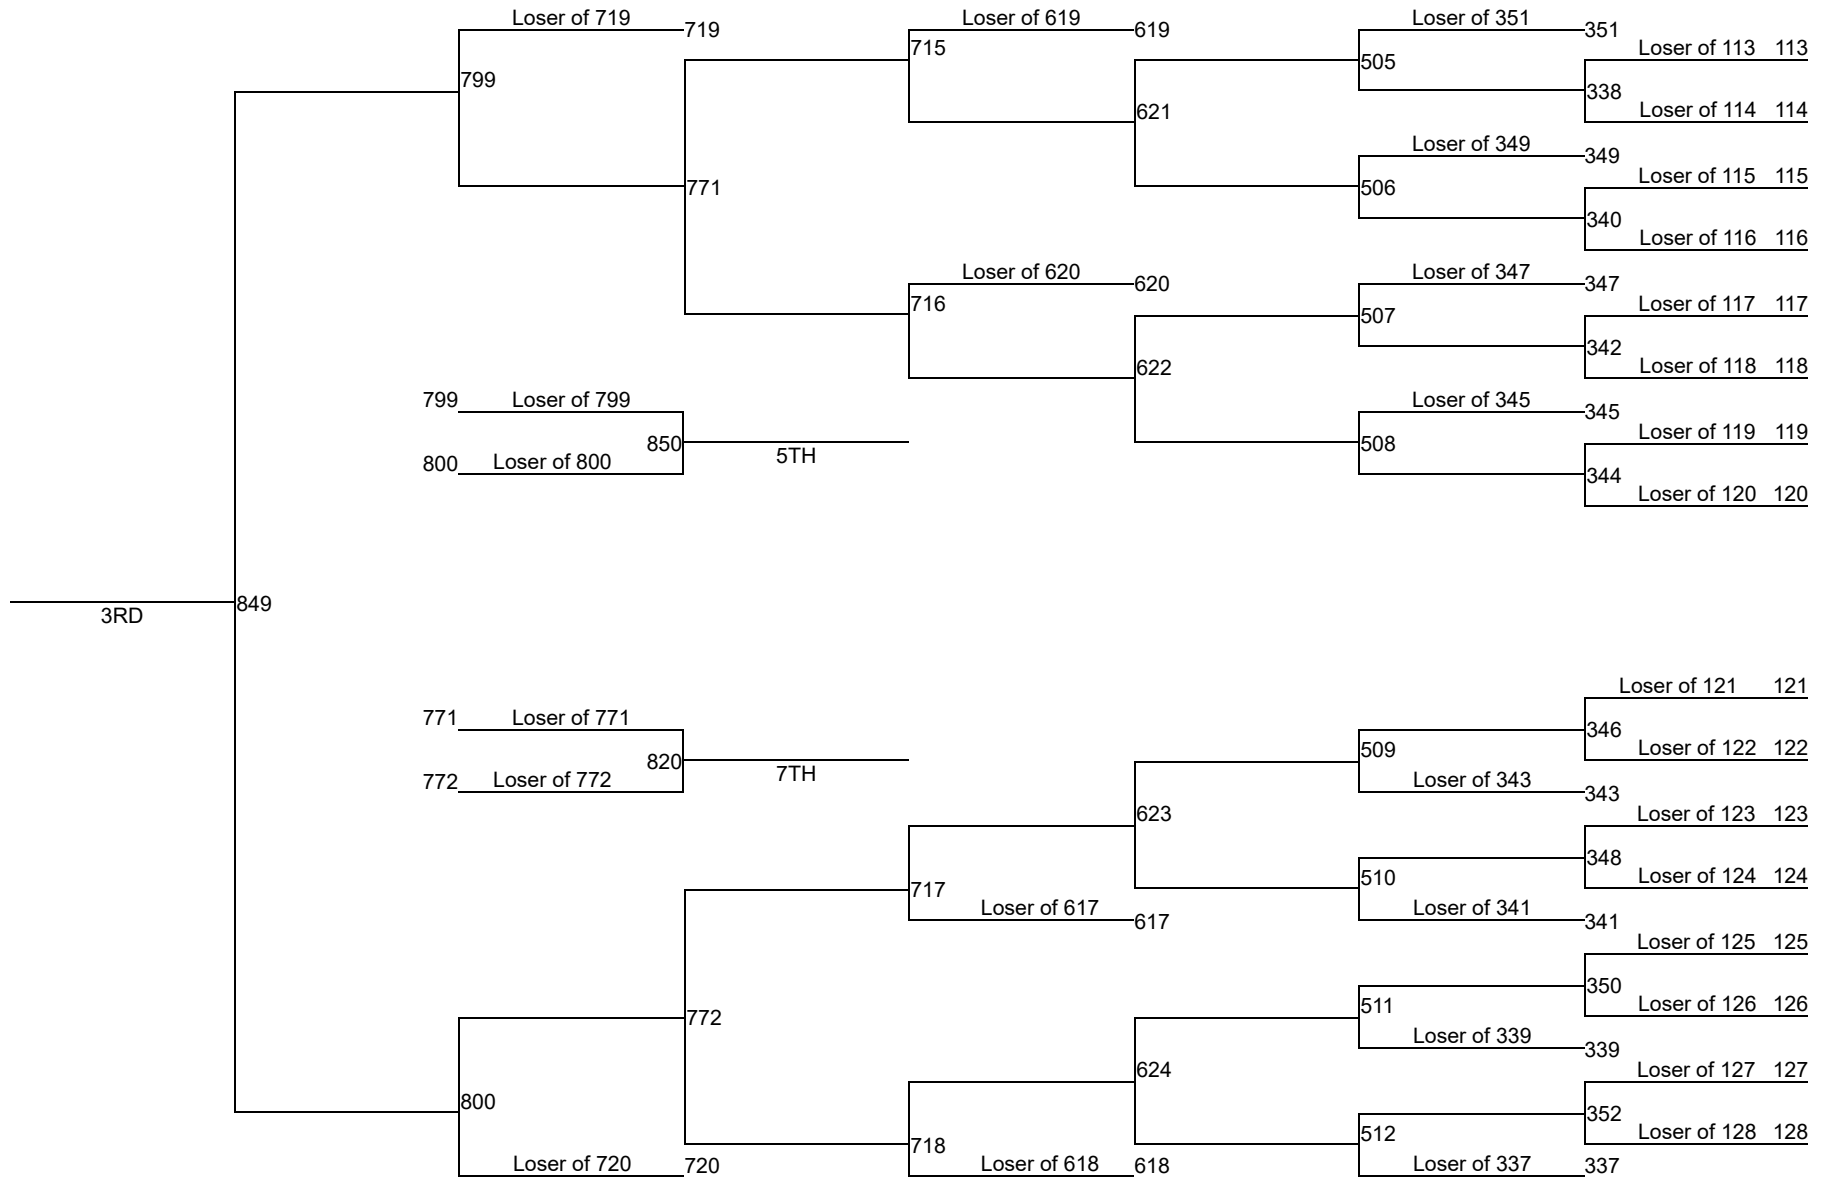 Loser of 719 719 Loser of 619 619 Loser of 351 351
715 Loser of 113 113
505
799 338
621 Loser of 114 114
Loser of 349 349
Loser of 115 115
771 506
340
Loser of 116 116
Loser of 620 620 Loser of 347 347
716 Loser of 117 117
507
342
622 Loser of 118 118
799 Loser of 799 Loser of 345 345
Loser of 119 119
850 508
5TH
800 Loser of 800
344
Loser of 120 120
849
3RD
Loser of 121 121
771 Loser of 771
346
509 Loser of 122 122
820
7TH
772 Loser of 772 Loser of 343 343
623 Loser of 123 123
348
510 Loser of 124 124
717
Loser of 617 617 Loser of 341 341
Loser of 125 125
350
511 Loser of 126 126
772
Loser of 339 339
624 Loser of 127 127
800
352
512 Loser of 128 128
718
Loser of 720 720 Loser of 618 618 Loser of 337 337